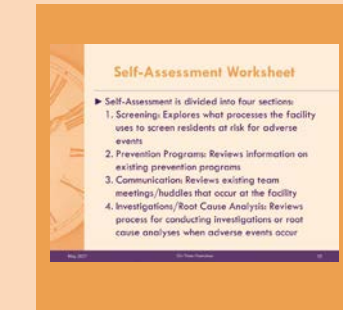 Self-Assessment Worksheet
▶ Self-Assessment is divided into four sections:
1. Screening: Explores what processes the facility
uses to screen residents at risk for adverse
events
2. Prevention Programs: Reviews information on
existing prevention programs
3. Communication: Reviews existing team
meetings/huddles that occur at the facility
4. Investigations/Root Cause Analysis: Reviews
process for conducting investigations or root
cause analyses when adverse events occur
May 2017